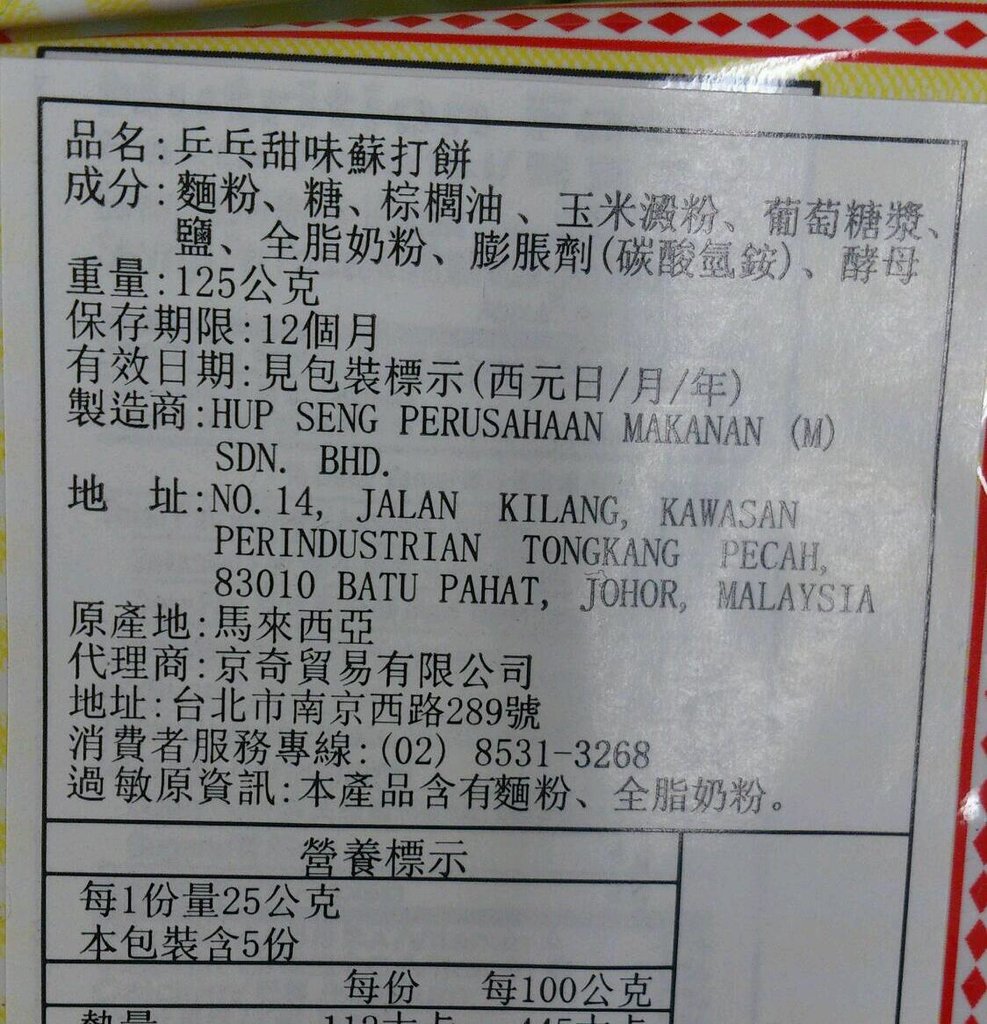 品名:乒乓甜味蘇打餅
成分:麵粉、糖、棕櫚油、玉米澱粉、葡萄糖漿、
鹽、全脂奶粉、膨脹劑(碳酸氫銨)、酵母
重量:125公克
保存期限:12個月
有效日期:見包裝標示(西元日/月/年)
製造商:HUP SENG PERUSAHAAN MAKANAN (M)
SDN. BHD.
地 址:NO.14, JALAN KILANG, KAWASAN
PERINDUSTRIAN TONGKANG PECAH,
83010 BATU PAHAT, JOHOR, MALAYSIA
原產地:馬來西亞
代理商:京奇貿易有限公司
地址:台北市南京西路289號
消費者服務專線:(02) 8531-3268
過敏原資訊:本產品含有麵粉、全脂奶粉。
營養標示
每1份量25公克
本包裝含5份
每份 每100公克
熱量